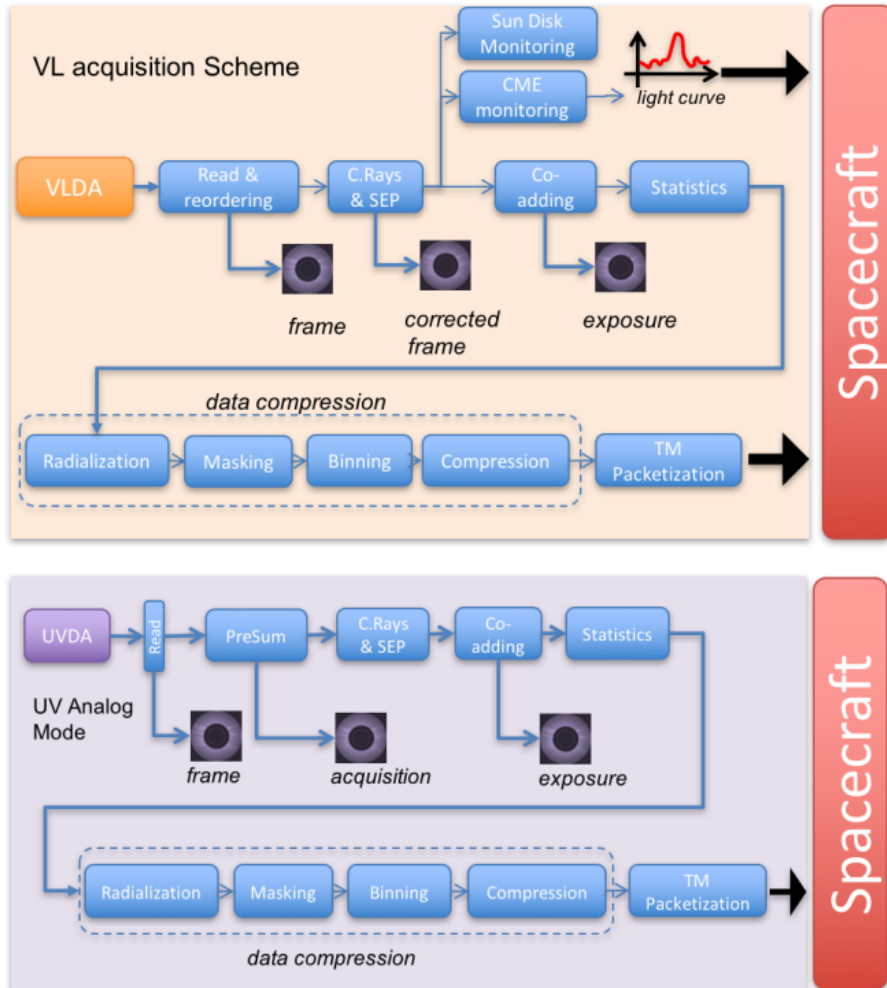 VL acquisition Scheme
Sun Disk
Monitoring
CME
monitoring
light curve
VLDA
Read &
reordering
C.Rays
& SEP
Co-
adding
Statistics
frame
corrected
frame
exposure
data compression
Radialization
Masking
Binning
Compression
TM
Packetization
Spacecraft
UVDA
Read
PreSum
C.Rays
& SEP
Co-
adding
Statistics
UV Analog
Mode
frame
acquisition
exposure
Radialization
Masking
Binning
Compression
TM
Packetization
data compression
Spacecraft